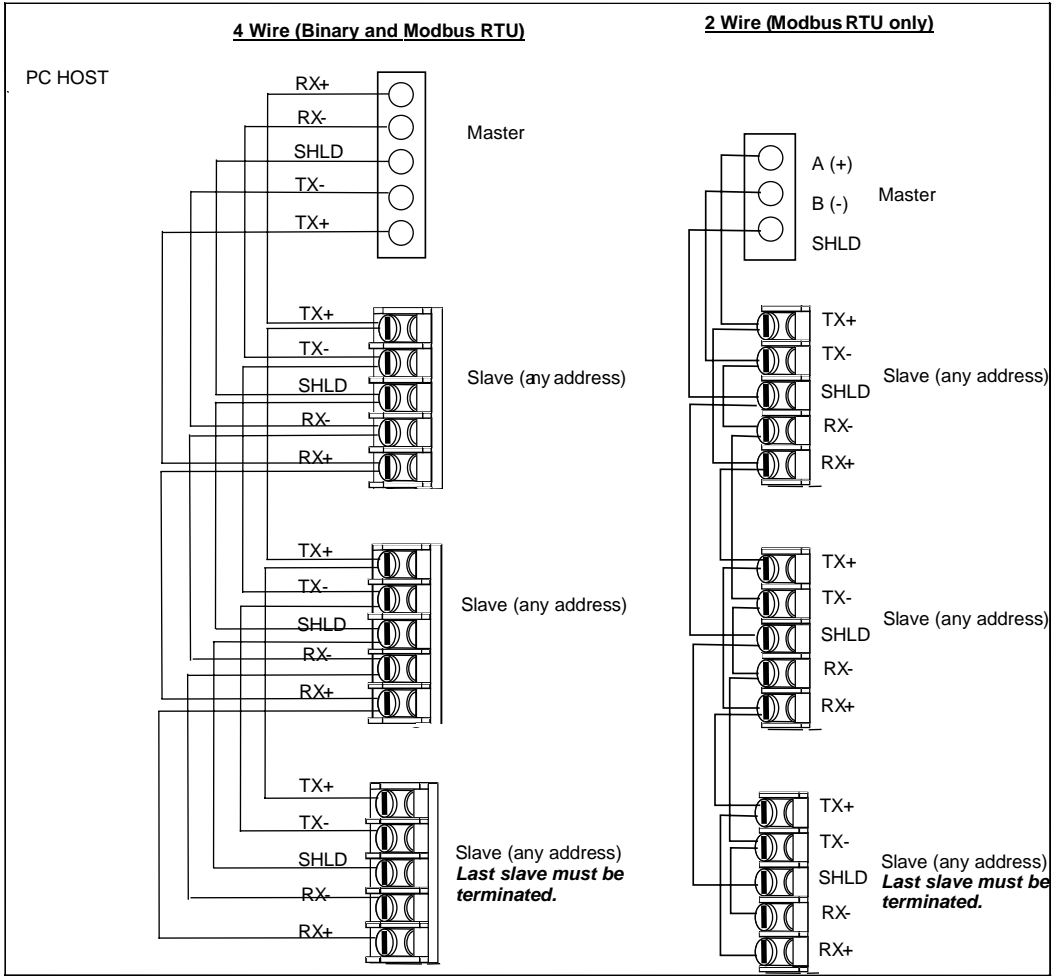 4 Wire (Binary and Modbus RTU)
2 Wire (Modbus RTU only)
PC HOST
RX+
RX-
SHLD
TX-
TX+
Master
A (+)
B (-)
SHLD
Master
TX+
TX-
SHLD
RX-
RX+
Slave (any address)
TX+
TX-
SHLD
RX-
RX+
Slave (any address)
TX+
TX-
SHLD
RX-
RX+
Slave (any address)
TX+
TX-
SHLD
RX-
RX+
Slave (any address)
TX+
TX-
SHLD
RX-
RX+
Slave (any address)
Last slave must be
terminated.
TX+
TX-
SHLD
RX-
RX+
Slave (any address)
Last slave must be
terminated.